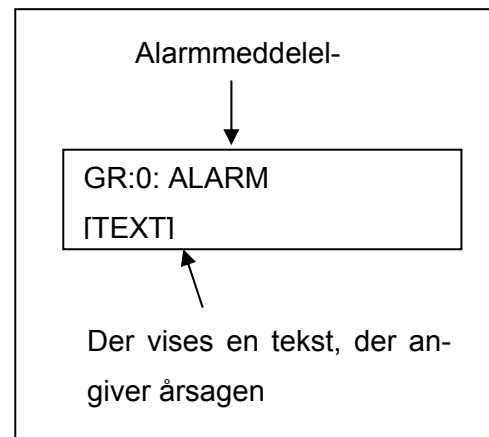 Alarmmeddelel-
GR:0: ALARM
[TEXT]
Der vises en tekst, der an-
giver årsagen